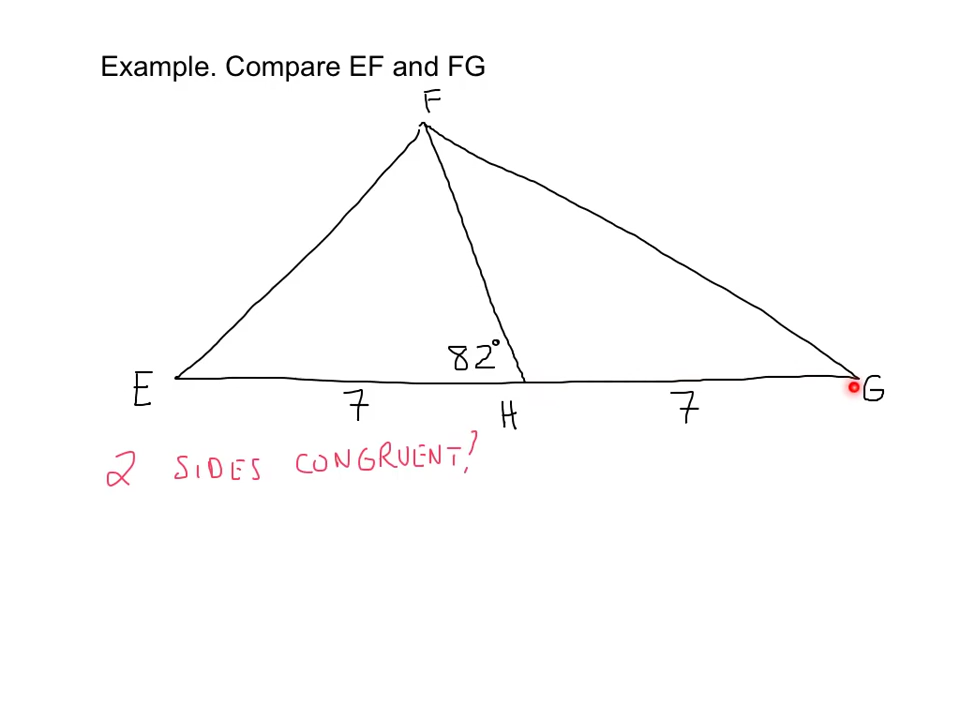 Example. Compare EF and FG
F
82°
E
7
H
7
G
2 SIDES CONGRUENT?